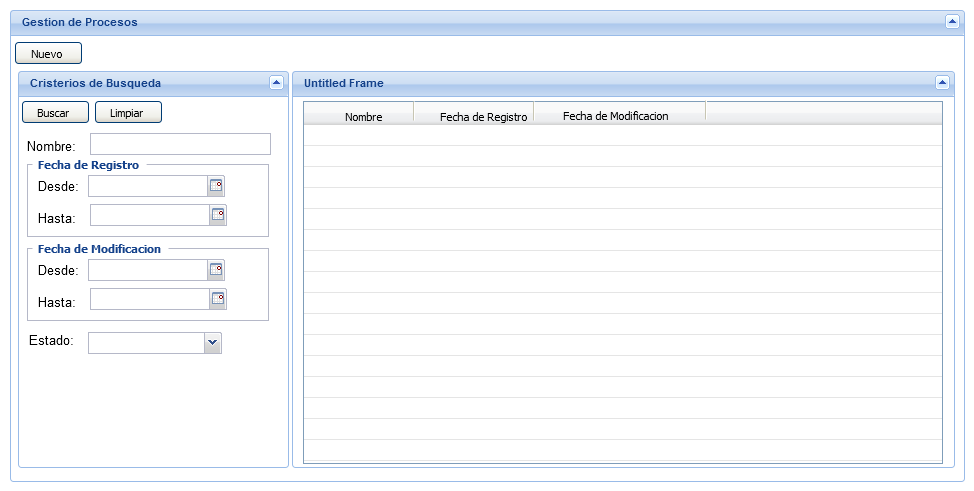 Gestion de Procesos
Nuevo
Cristerios de Busqueda
Buscar Limpiar
Nombre:
Fecha de Registro
Desde:
Hasta:
Fecha de Modificacion
Desde:
Hasta:
Estado:
Untitled Frame
Nombre Fecha de Registro Fecha de Modificacion